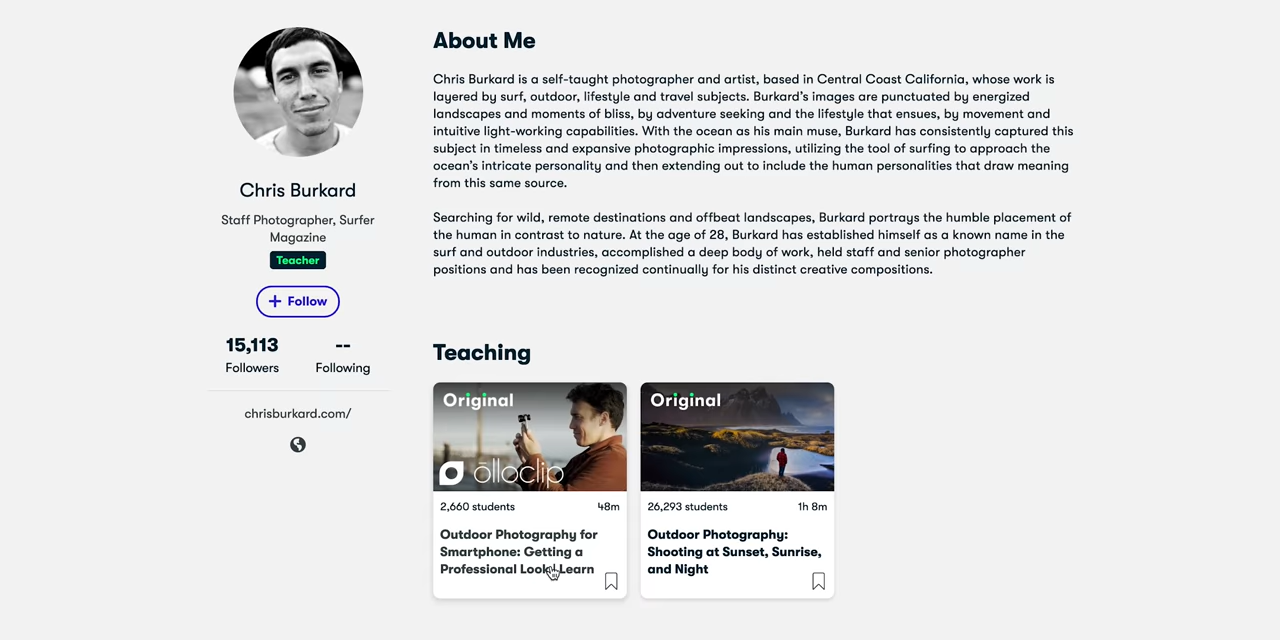 Chris Burkard
Staff Photographer, Surfer
Magazine
Teacher
+ Follow
15,113
Followers
--
Following
chrisburkard.com/
About Me
Chris Burkard is a self-taught photographer and artist, based in Central Coast California, whose work is
layered by surf, outdoor, lifestyle and travel subjects. Burkard's images are punctuated by energized
landscapes and moments of bliss, by adventure seeking and the lifestyle that ensues, by movement and
intuitive light-working capabilities. With the ocean as his main muse, Burkard has consistently captured this
subject in timeless and expansive photographic impressions, utilizing the tool of surfing to approach the
ocean's intricate personality and then extending out to include the human personalities that draw meaning
from this same source.
Searching for wild, remote destinations and offbeat landscapes, Burkard portrays the humble placement of
the human in contrast to nature. At the age of 28, Burkard has established himself as a known name in the
surf and outdoor industries, accomplished a deep body of work, held staff and senior photographer
positions and has been recognized continually for his distinct creative compositions.
Teaching
Original
ōlloclip
2,660 students
48m
Outdoor Photography for
Smartphone: Getting a
Professional Look Learn
Original
26,293 students
1h 8m
Outdoor Photography:
Shooting at Sunset, Sunrise,
and Night